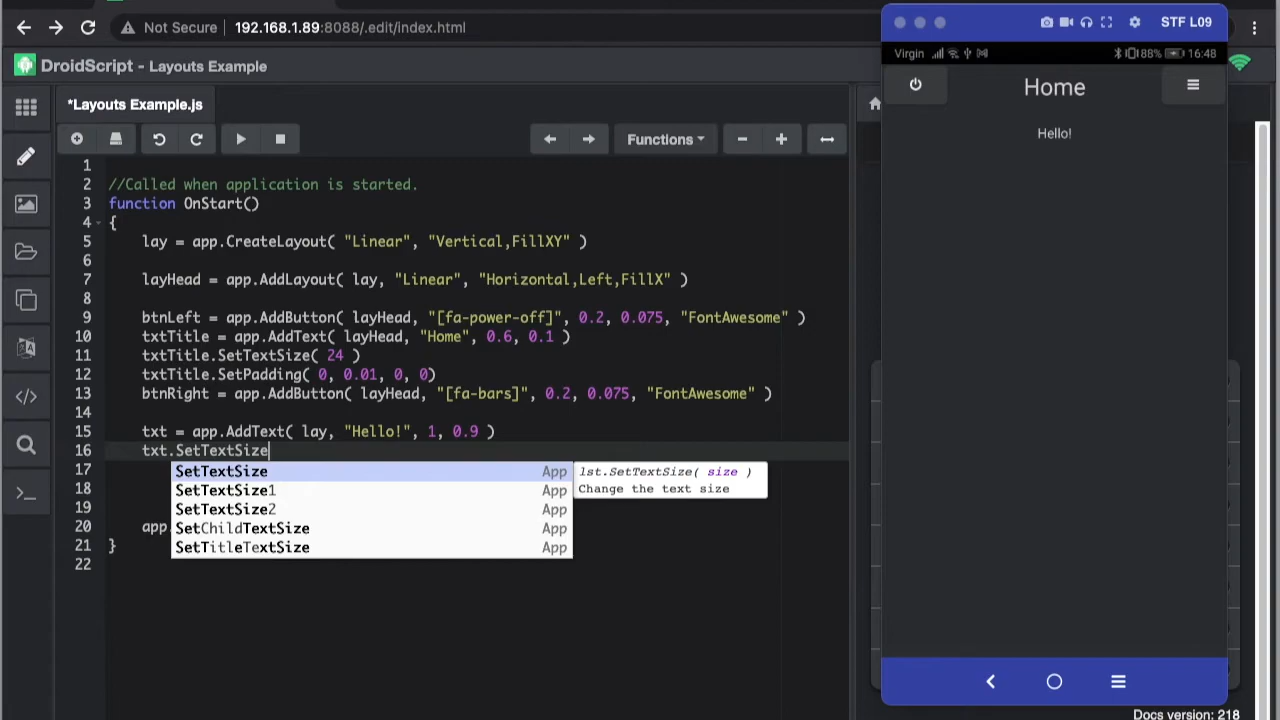 Not Secure 192.168.1.89:8088/.edit/index.html
DroidScript - Layouts Example
*Layouts Example.js
Functions
1
2 //Called when application is started.
3 function OnStart()
4 {
5 lay = app.CreateLayout( "Linear", "Vertical,FillXY" )
6
7 layHead = app.AddLayout( lay, "Linear", "Horizontal,Left,FillX" )
8
9 btnLeft = app.AddButton( layHead, "[fa-power-off]", 0.2, 0.075, "FontAwesome" )
10 txtTitle = app.AddText( layHead, "Home", 0.6, 0.1 )
11 txtTitle.SetTextSize( 24 )
12 txtTitle.SetPadding( 0, 0.01, 0, 0)
13 btnRight = app.AddButton( layHead, "[fa-bars]", 0.2, 0.075, "FontAwesome" )
14
15 txt = app.AddText( lay, "Hello!", 1, 0.9 )
16 txt.SetTextSize
17
18
19
20 app.
21 }
22
SetTextSize App
SetTextSize1 App
SetTextSize2 App
SetChildTextSize App
SetTitleTextSize App
lst.SetTextSize( size )
Change the text size
STF L09
Virgin 88% 16:48
Home
Hello!
Docs version: 218